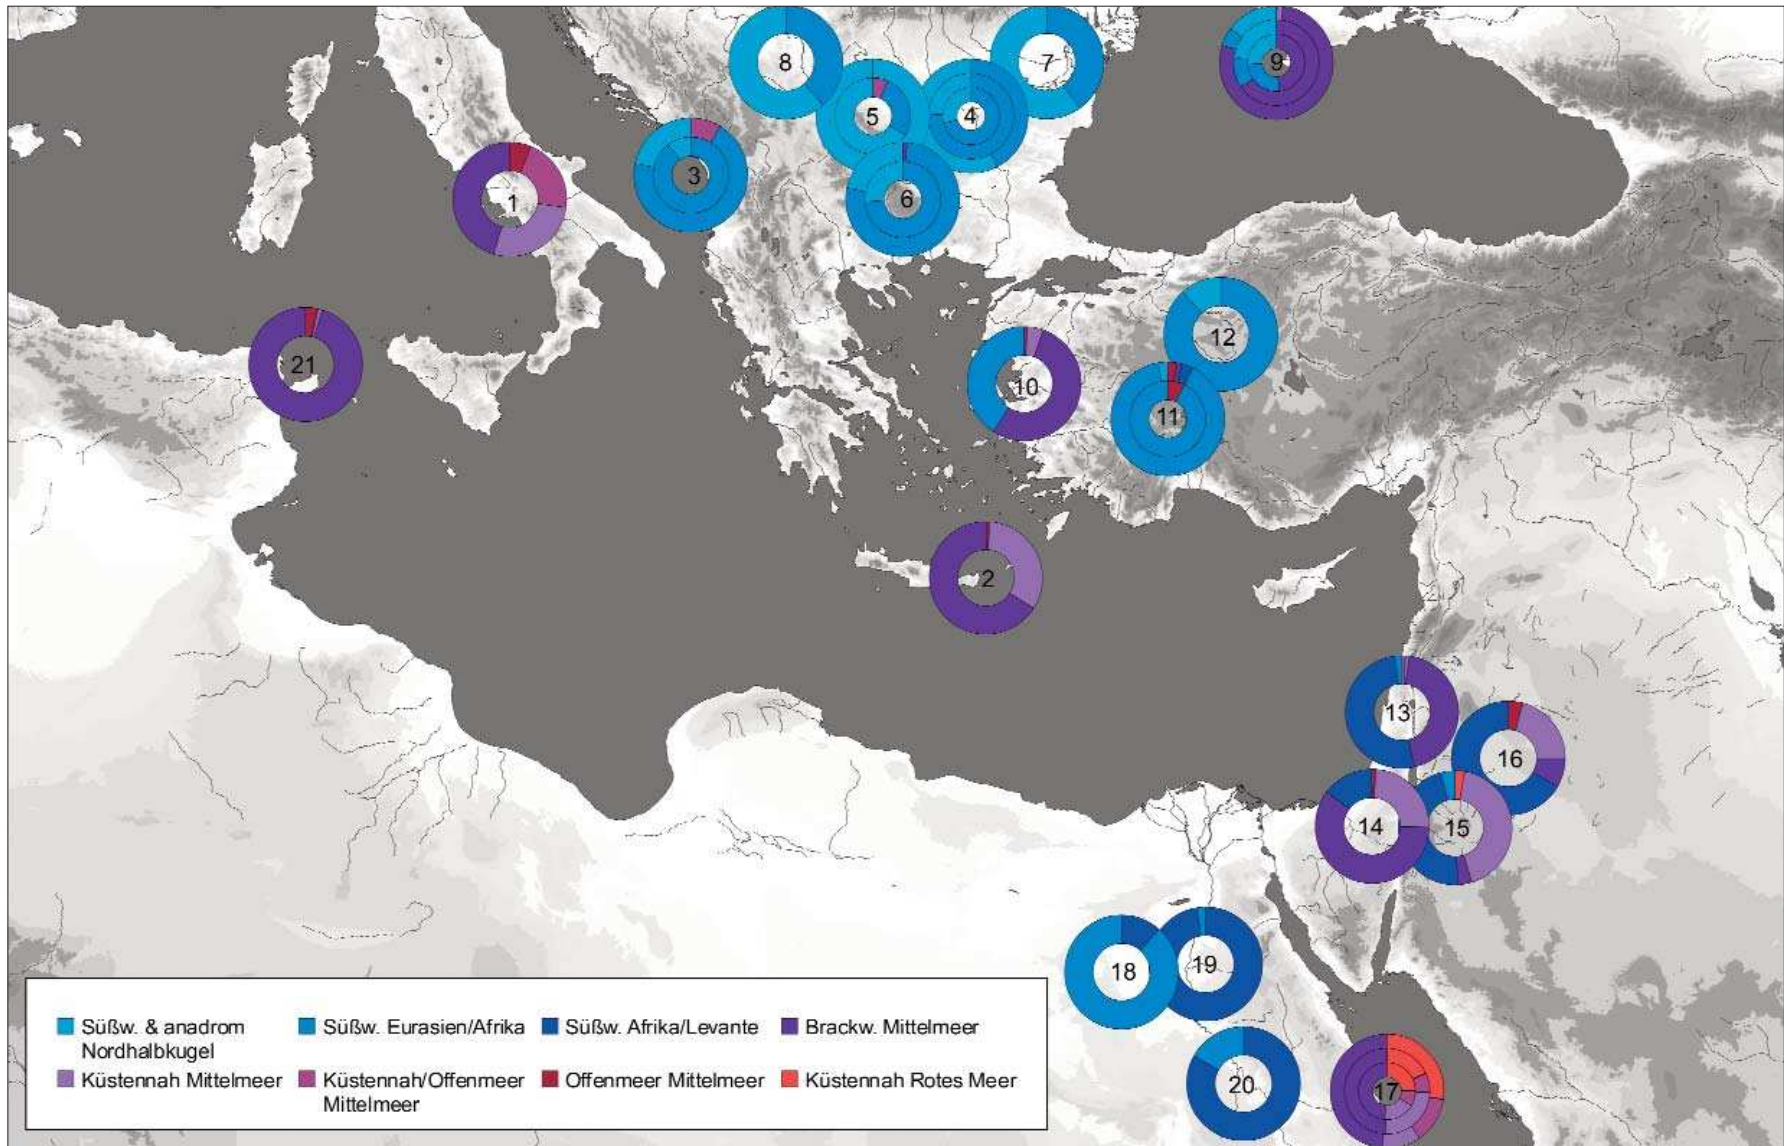 8
7
9
5
4
3
6
1
12
21
10
11
2
13
16
14
15
18
19
20
17
Süßw. & anadrom
Nordhalbkugel
Süßw. Eurasien/Afrika
Süßw. Afrika/Levante
Brackw. Mittelmeer
Küstennah Mittelmeer
Küstennah/Offenmeer
Mittelmeer
Offenmeer Mittelmeer
Küstennah Rotes Meer